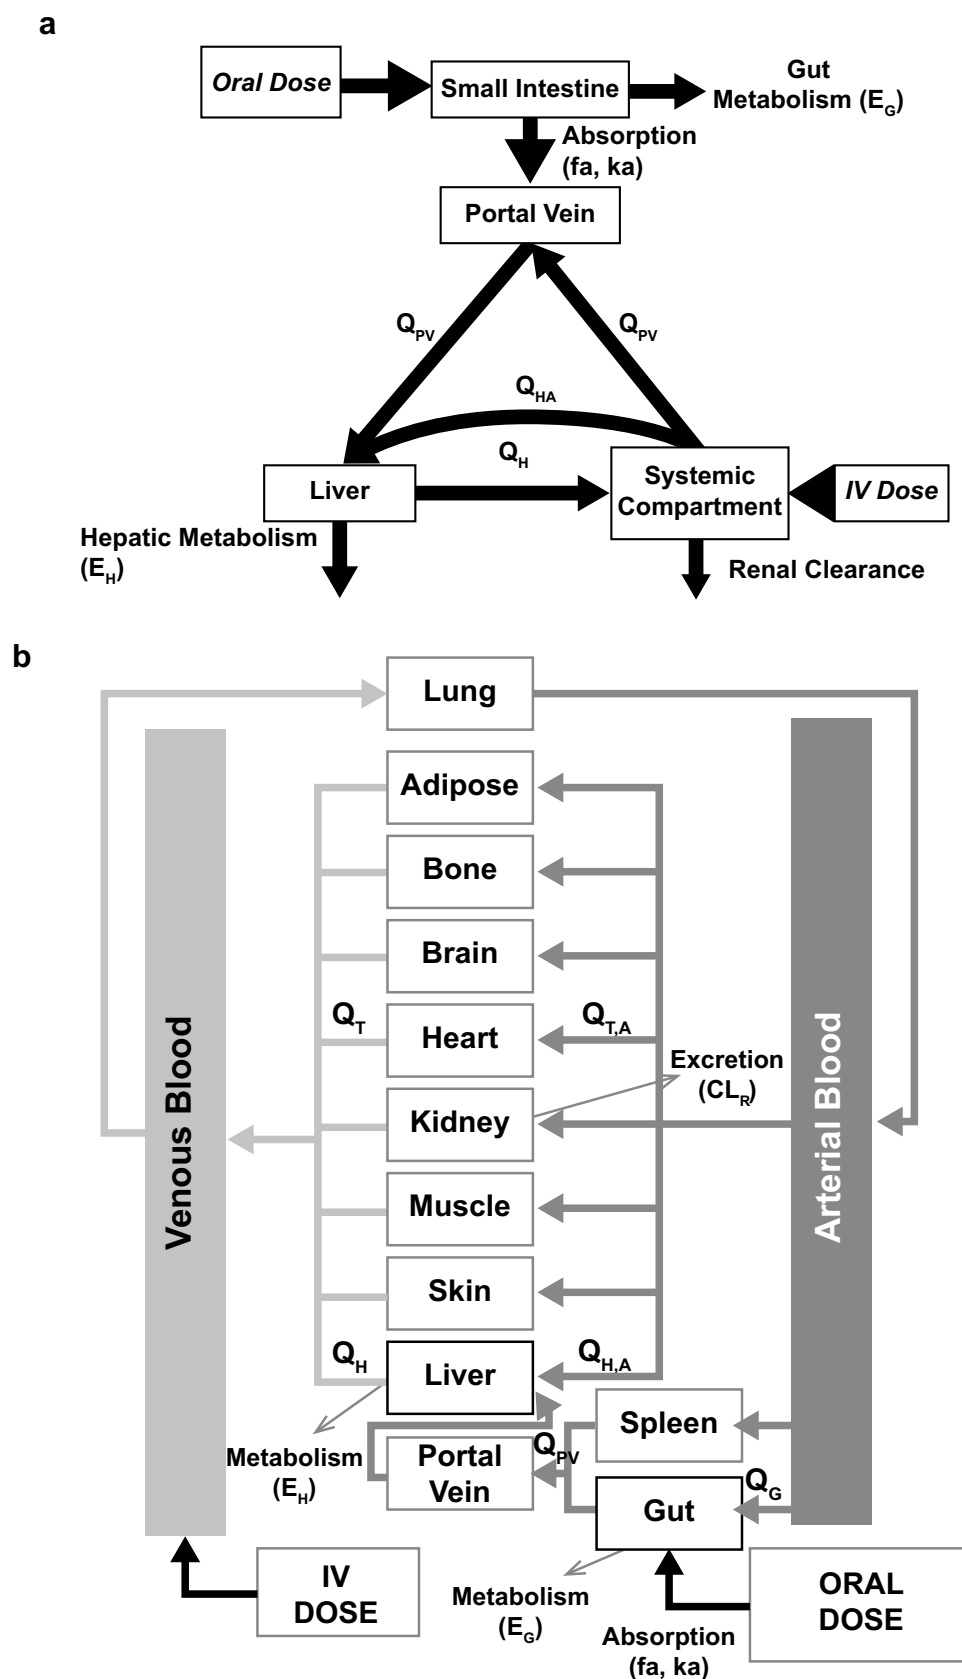 a
Oral Dose
Small Intestine
Gut
Metabolism (E_G)
Absorption
(fa, ka)
Portal Vein
Q_PV
Q_PV
Q_HA
Q_H
Liver
Systemic
Compartment
IV Dose
Hepatic Metabolism
(E_H)
Renal Clearance
b
Lung
Adipose
Bone
Brain
Q_T
Heart
Q_T,A
Excretion
(CL_R)
Kidney
Muscle
Skin
Q_H
Liver
Q_H,A
Venous Blood
Arterial Blood
Spleen
Metabolism
(E_H)
Portal
Vein
Q_PV
Gut
Q_G
IV
DOSE
Metabolism
(E_G)
ORAL
DOSE
Absorption
(fa, ka)